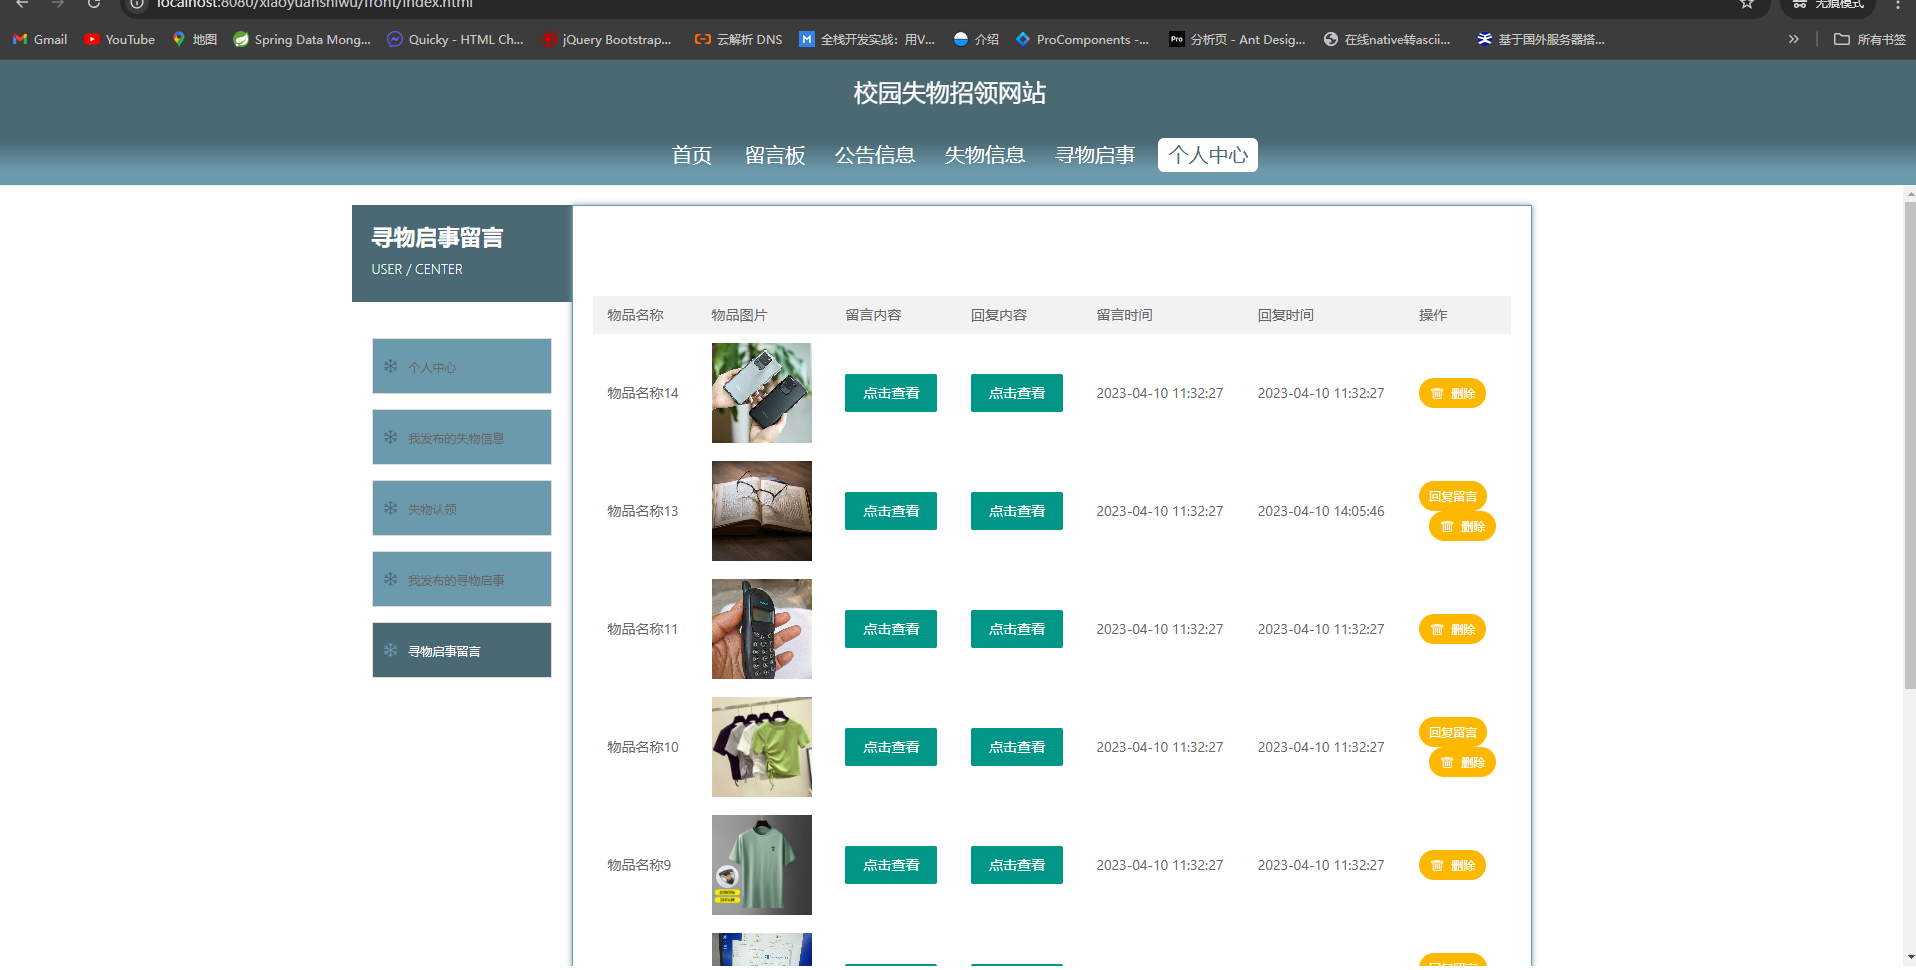 localhost:8080/xiaoyuanshiwu/front/index.html
无痕模式
Gmail YouTube 地图 Spring Data Mong... Quicky - HTML Ch... jQuery Bootstrap... 云解析 DNS 全栈开发实战：用V... 介绍 ProComponents -... 分析页 - Ant Desig... 在线native转ascii... 基于国外服务器搭... 所有书签
校园失物招领网站
首页 留言板 公告信息 失物信息 寻物启事 个人中心
寻物启事留言
USER / CENTER
个人中心
我发布的失物信息
失物认领
我发布的寻物启事
寻物启事留言
物品名称 物品图片 留言内容 回复内容 留言时间 回复时间 操作
物品名称14 点击查看 点击查看 2023-04-10 11:32:27 2023-04-10 11:32:27 删除
物品名称13 点击查看 点击查看 2023-04-10 11:32:27 2023-04-10 14:05:46 回复留言
删除
物品名称11 点击查看 点击查看 2023-04-10 11:32:27 2023-04-10 11:32:27 删除
物品名称10 点击查看 点击查看 2023-04-10 11:32:27 2023-04-10 11:32:27 回复留言
删除
物品名称9 点击查看 点击查看 2023-04-10 11:32:27 2023-04-10 11:32:27 删除
回复留言